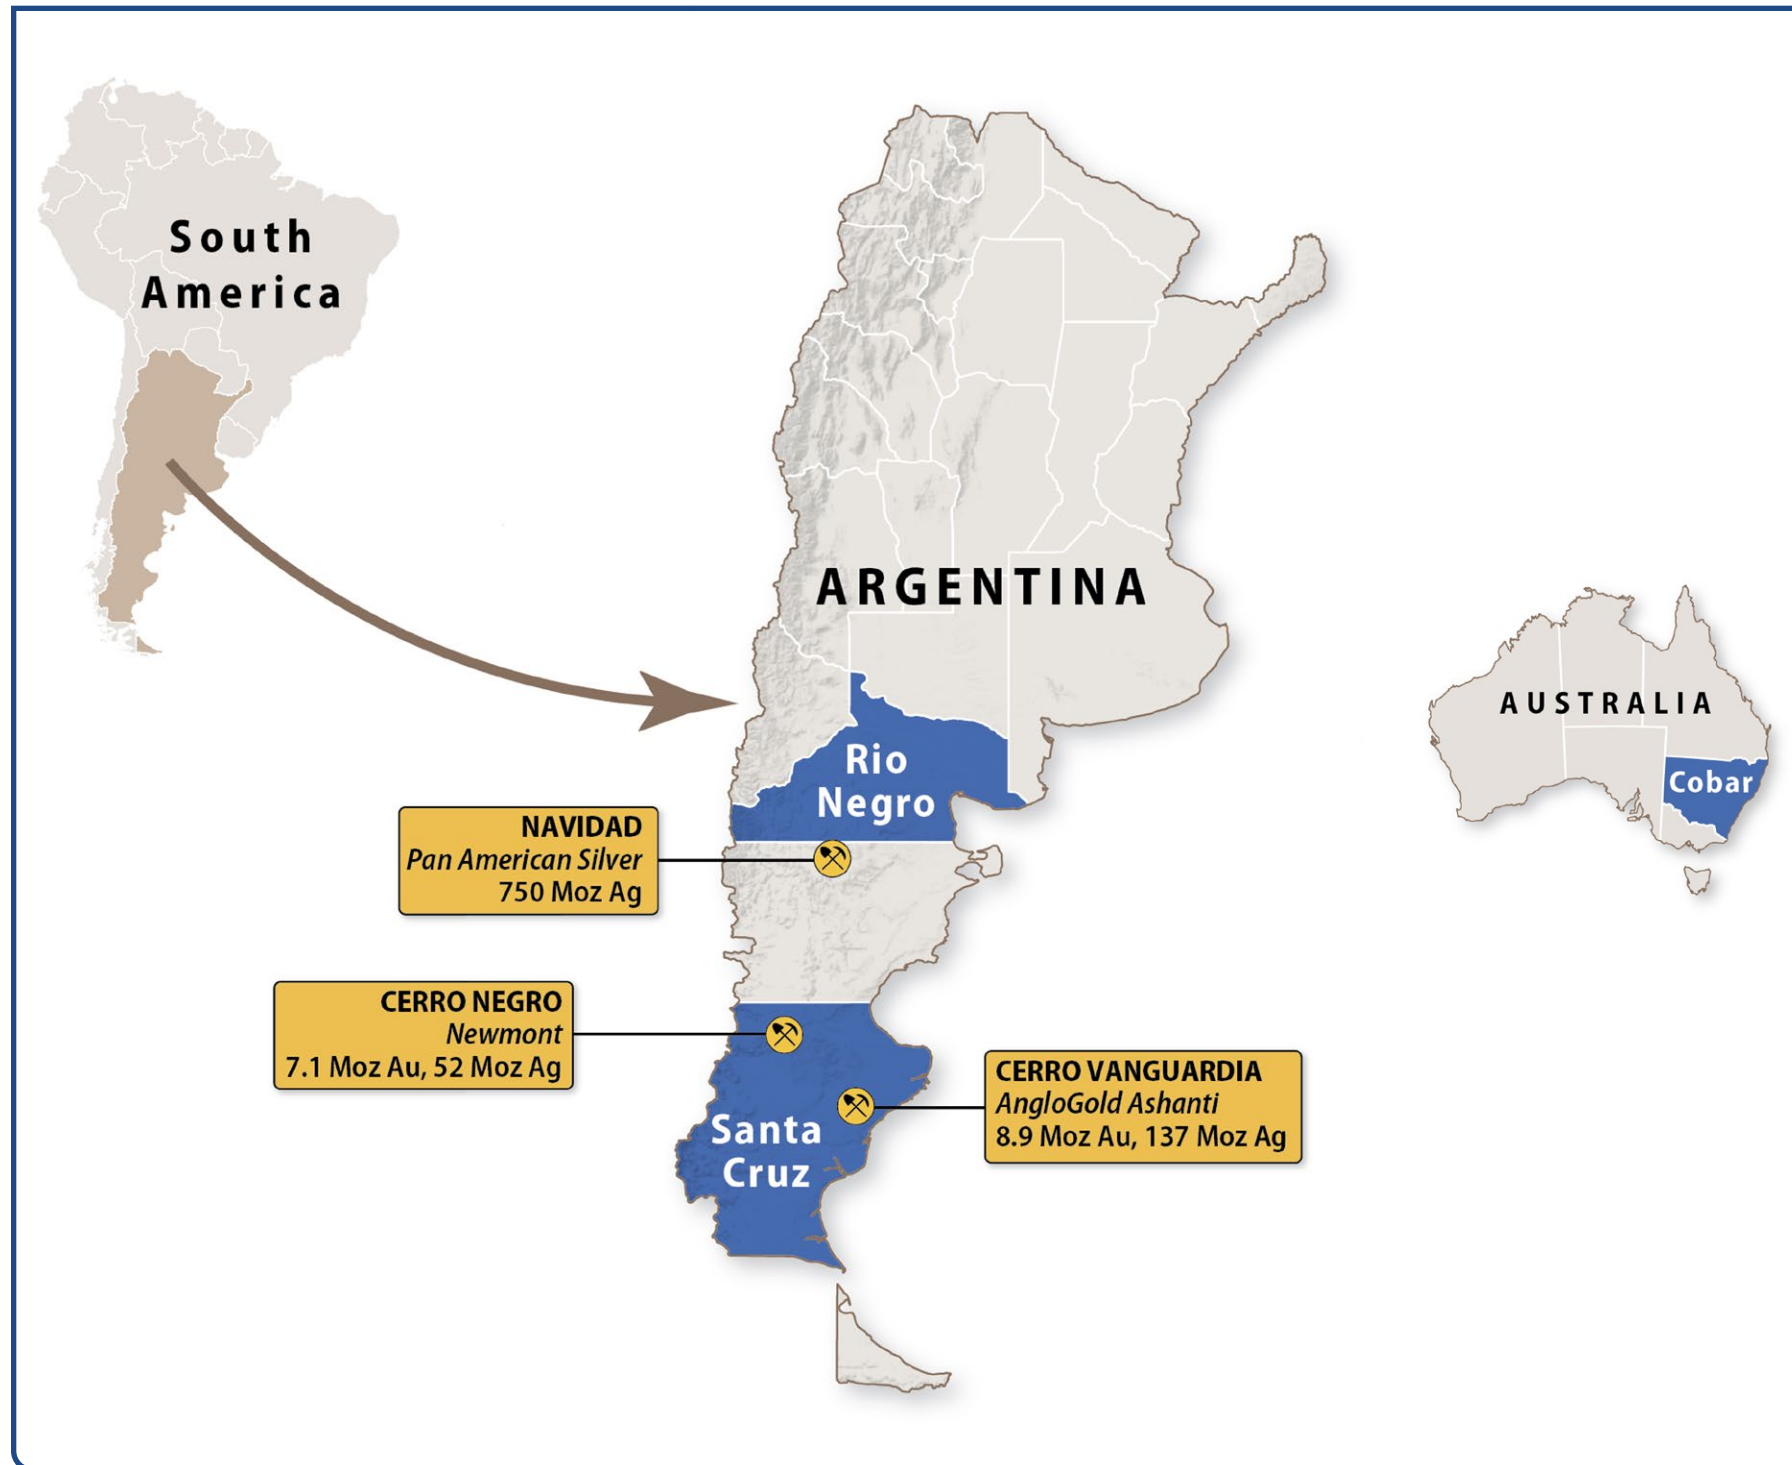 South
America
ARGENTINA
AUSTRALIA
Rio
Negro
Cobar
NAVIDAD
Pan American Silver
750 Moz Ag
CERRO NEGRO
Newmont
7.1 Moz Au, 52 Moz Ag
CERRO VANGUARDIA
AngloGold Ashanti
8.9 Moz Au, 137 Moz Ag
Santa
Cruz